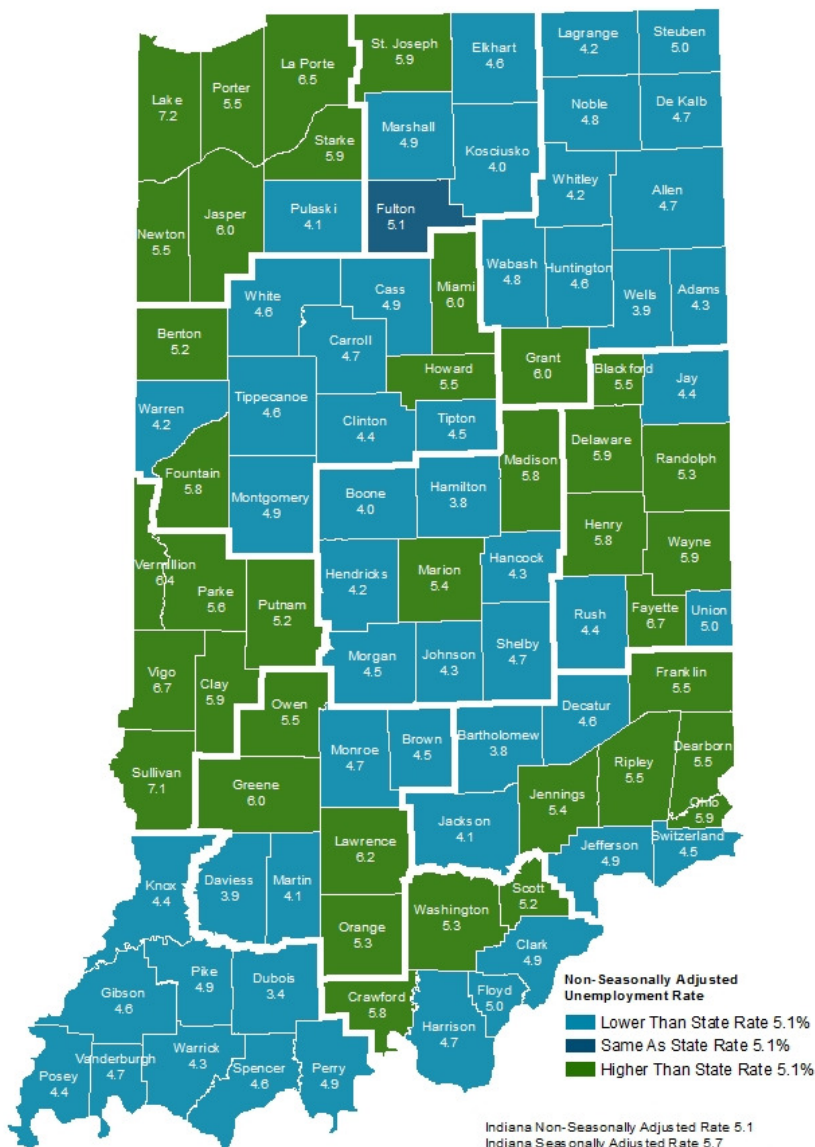 St. Joseph
5.9
Elkhart
4.6
Lagrange
4.2
Steuben
5.0
La Porte
6.5
Porter
5.5
Lake
7.2
Noble
4.8
De Kalb
4.7
Marshall
4.9
Starke
5.9
Kosciusko
4.0
Whitley
4.2
Allen
4.7
Newton
5.5
Jasper
6.0
Pulaski
4.1
Fulton
5.1
Wabash
4.8
Huntington
4.6
Wells
3.9
Adams
4.3
White
4.6
Cass
4.9
Miami
6.0
Benton
5.2
Carroll
4.7
Howard
5.5
Grant
6.0
Blackford
5.5
Jay
4.4
Warren
4.2
Tippecanoe
4.6
Clinton
4.4
Tipton
4.5
Madison
5.8
Delaware
5.9
Randolph
5.3
Fountain
5.8
Montgomery
4.9
Boone
4.0
Hamilton
3.8
Henry
5.8
Wayne
5.9
Vermillion
6.4
Parke
5.6
Putnam
5.2
Hendricks
4.2
Marion
5.4
Hancock
4.3
Rush
4.4
Fayette
6.7
Union
5.0
Vigo
6.7
Clay
5.9
Morgan
4.5
Johnson
4.3
Shelby
4.7
Franklin
5.5
Owen
5.5
Sullivan
7.1
Greene
6.0
Monroe
4.7
Brown
4.5
Bartholomew
3.8
Decatur
4.6
Ripley
5.5
Dearborn
5.5
Jennings
5.4
Ohio
5.9
Lawrence
6.2
Jackson
4.1
Jefferson
4.9
Switzerland
4.5
Knox
4.4
Daviess
3.9
Martin
4.1
Orange
5.3
Washington
5.3
Scott
5.2
Clark
4.9
Gibson
4.6
Pike
4.9
Dubois
3.4
Crawford
5.8
Floyd
5.0
Harrison
4.7
Posey
4.4
Vanderburgh
4.7
Warrick
4.3
Spencer
4.6
Perry
4.9
Non-Seasonally Adjusted
Unemployment Rate
Lower Than State Rate 5.1%
Same As State Rate 5.1%
Higher Than State Rate 5.1%
Indiana Non-Seasonally Adjusted Rate 5.1
Indiana Seasonally Adjusted Rate 5.7